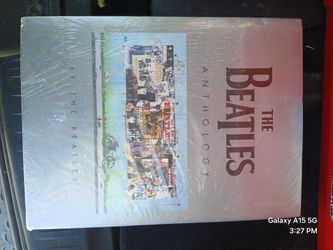 THE
BEATLES
ANTHOLOGY
BY THE BEATLES
Galaxy A15 5G
3:27 PM